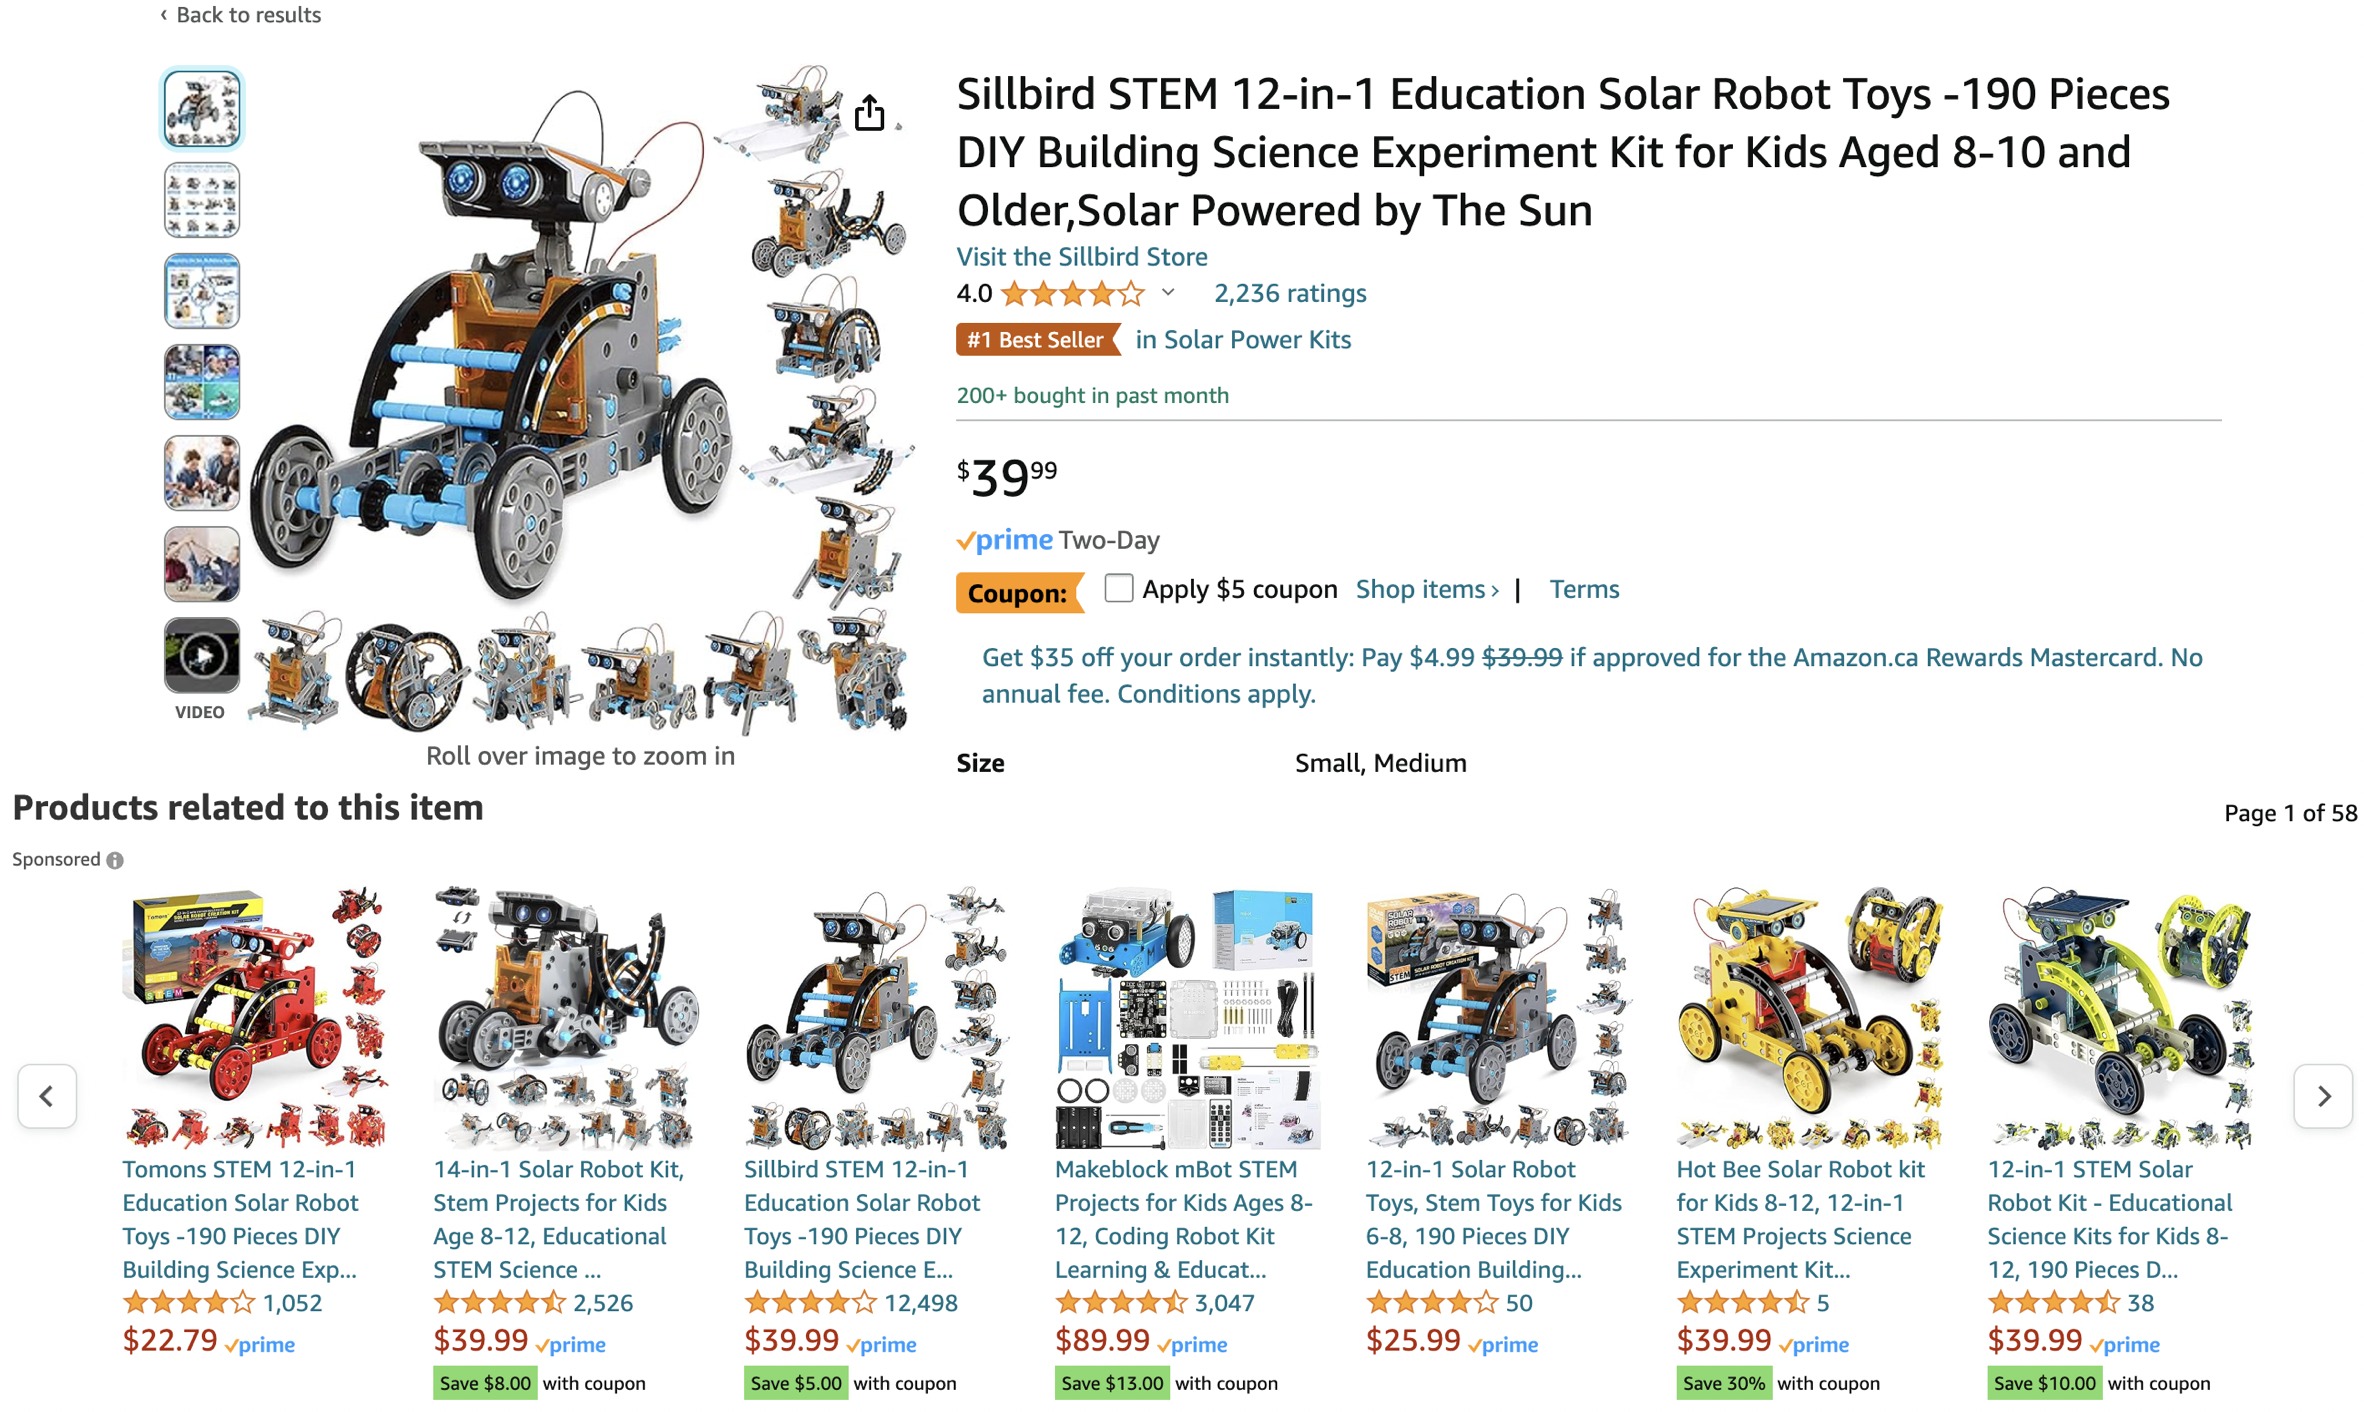 ‹ Back to results
Sillbird STEM 12-in-1 Education Solar Robot Toys -190 Pieces
DIY Building Science Experiment Kit for Kids Aged 8-10 and
Older,Solar Powered by The Sun
Visit the Sillbird Store
4.0 2,236 ratings
#1 Best Seller in Solar Power Kits
200+ bought in past month
$39.99
prime Two-Day
Coupon: Apply $5 coupon Shop items › | Terms
Get $35 off your order instantly: Pay $4.99 $39.99 if approved for the Amazon.ca Rewards Mastercard. No
annual fee. Conditions apply.
Size Small, Medium
VIDEO
Roll over image to zoom in
Products related to this item
Page 1 of 58
Sponsored
Tomons STEM 12-in-1
Education Solar Robot
Toys -190 Pieces DIY
Building Science Exp...
1,052
$22.79 prime
14-in-1 Solar Robot Kit,
Stem Projects for Kids
Age 8-12, Educational
STEM Science ...
2,526
$39.99 prime
Save $8.00 with coupon
Sillbird STEM 12-in-1
Education Solar Robot
Toys -190 Pieces DIY
Building Science E...
12,498
$39.99 prime
Save $5.00 with coupon
Makeblock mBot STEM
Projects for Kids Ages 8-
12, Coding Robot Kit
Learning & Educat...
3,047
$89.99 prime
Save $13.00 with coupon
SOLAR
ROBOT
STEM
SOLAR ROBOT CREATION KIT
12-in-1 Solar Robot
Toys, Stem Toys for Kids
6-8, 190 Pieces DIY
Education Building...
50
$25.99 prime
Hot Bee Solar Robot kit
for Kids 8-12, 12-in-1
STEM Projects Science
Experiment Kit...
5
$39.99 prime
Save 30% with coupon
12-in-1 STEM Solar
Robot Kit - Educational
Science Kits for Kids 8-
12, 190 Pieces D...
38
$39.99 prime
Save $10.00 with coupon